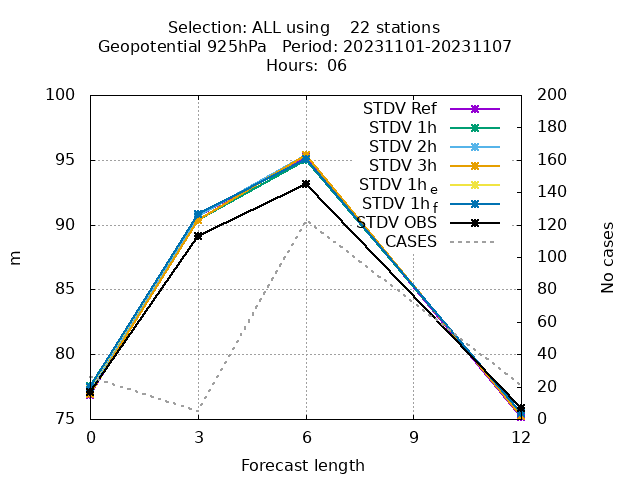 Selection: ALL using 22 stations
Geopotential 925hPa Period: 20231101-20231107
Hours: 06
100
95
90
85
80
75
m
200
180
160
140
120
100
80
60
40
20
0
No cases
STDV Ref
STDV 1h
STDV 2h
STDV 3h
STDV 1h e
STDV 1h f
STDV OBS
CASES
0 3 6 9 12
Forecast length